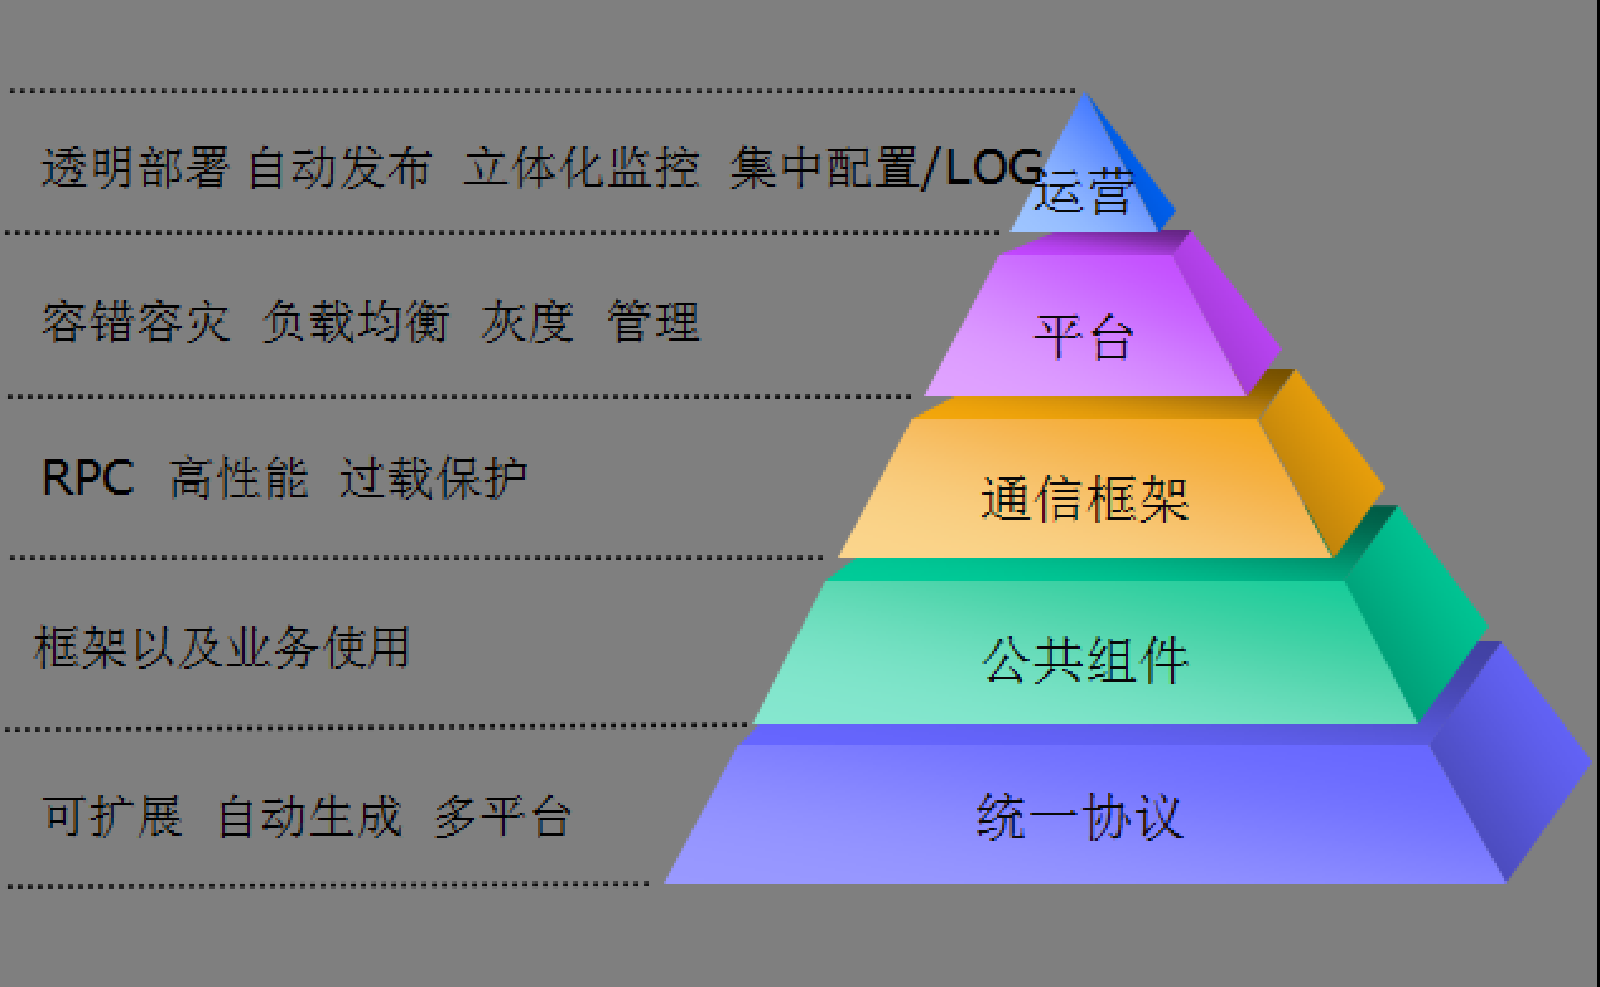 透明部署 自动发布 立体化监控 集中配置/LOG
运营
容错容灾 负载均衡 灰度 管理
平台
RPC 高性能 过载保护
通信框架
框架以及业务使用
公共组件
可扩展 自动生成 多平台
统一协议